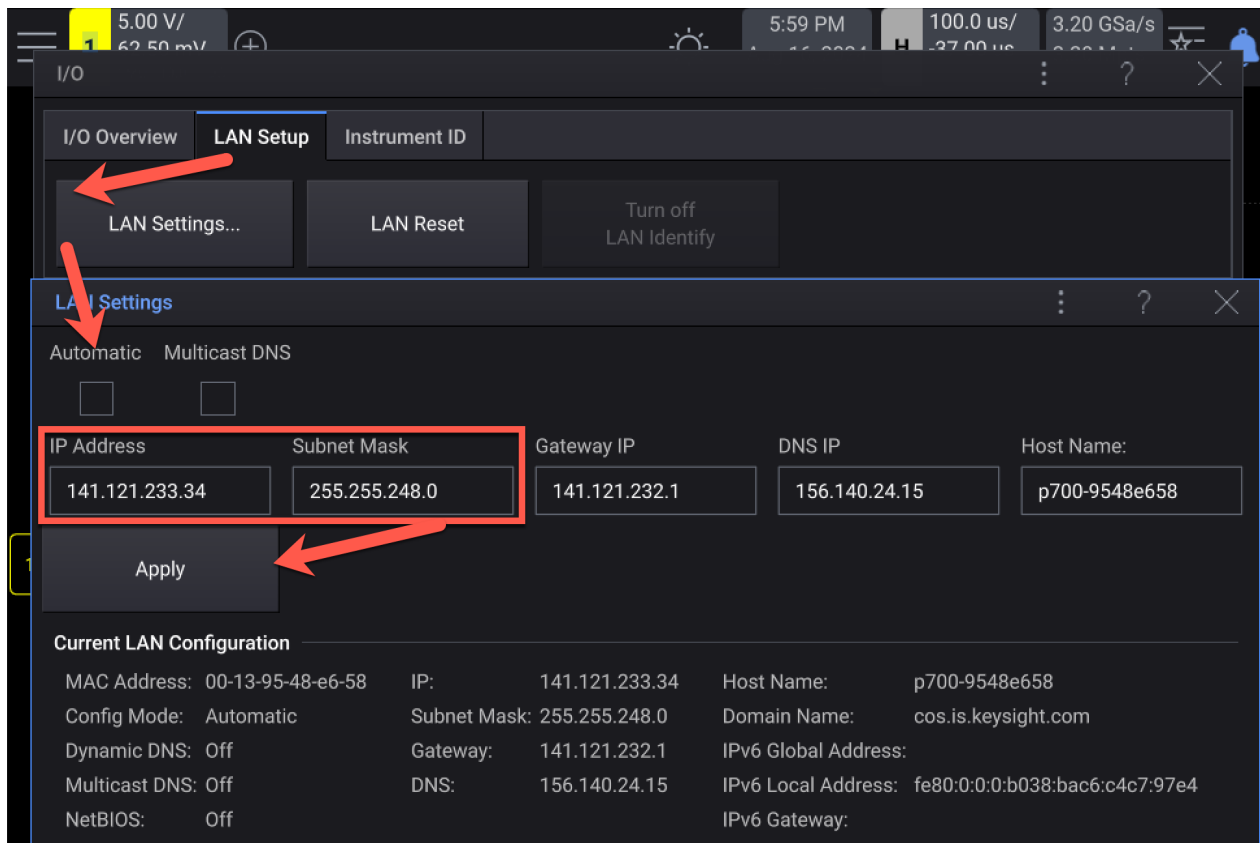 5.00 V/
1 62.50 mV
5:59 PM
H
100.0 us/
-37.00 us
3.20 GSa/s
I/O
?
I/O Overview LAN Setup Instrument ID
LAN Settings...
LAN Reset
Turn off
LAN Identify
LAN Settings
?
Automatic Multicast DNS
IP Address Subnet Mask Gateway IP DNS IP Host Name:
141.121.233.34 255.255.248.0 141.121.232.1 156.140.24.15 p700-9548e658
Apply
Current LAN Configuration
MAC Address: 00-13-95-48-e6-58 IP: 141.121.233.34 Host Name: p700-9548e658
Config Mode: Automatic Subnet Mask: 255.255.248.0 Domain Name: cos.is.keysight.com
Dynamic DNS: Off Gateway: 141.121.232.1 IPv6 Global Address:
Multicast DNS: Off DNS: 156.140.24.15 IPv6 Local Address: fe80:0:0:0:b038:bac6:c4c7:97e4
NetBIOS: Off IPv6 Gateway: